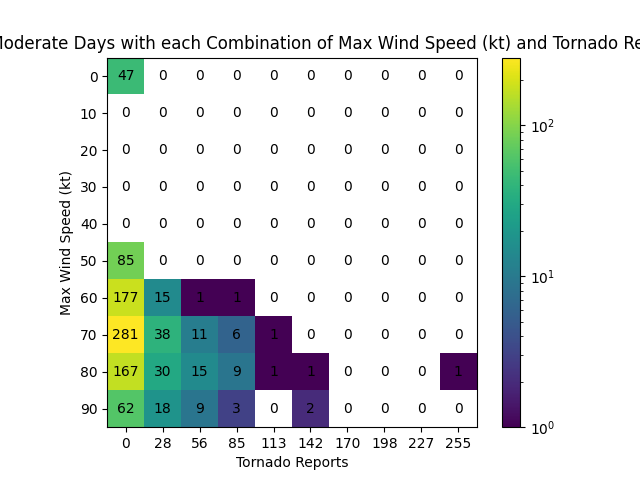 Moderate Days with each Combination of Max Wind Speed (kt) and Tornado Re
0 47 0 0 0 0 0 0 0 0 0
10 0 0 0 0 0 0 0 0 0 0
20 0 0 0 0 0 0 0 0 0 0
30 0 0 0 0 0 0 0 0 0 0
40 0 0 0 0 0 0 0 0 0 0
50 85 0 0 0 0 0 0 0 0 0
60 177 15 1 1 0 0 0 0 0 0
70 281 38 11 6 1 0 0 0 0 0
80 167 30 15 9 1 1 0 0 0 1
90 62 18 9 3 0 2 0 0 0 0
0 28 56 85 113 142 170 198 227 255
Tornado Reports
Max Wind Speed (kt)
10²
10¹
10⁰